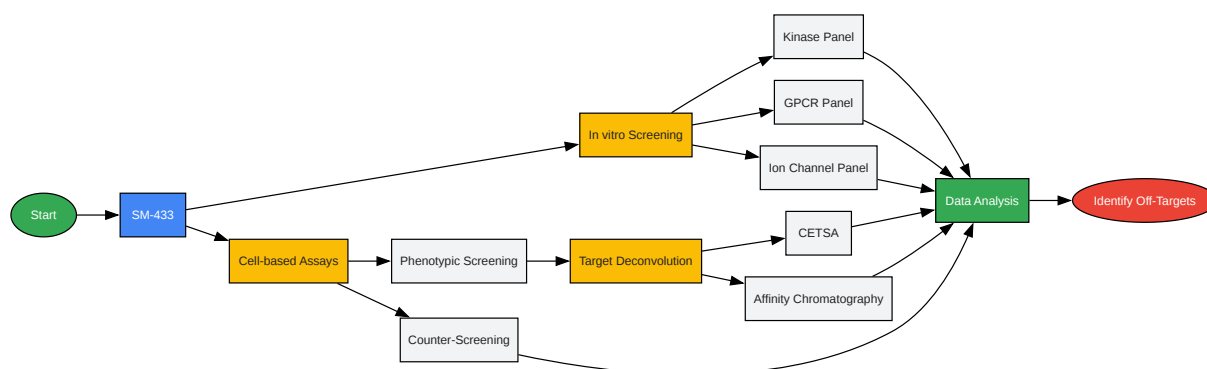 Start
SM-433
In vitro Screening
Kinase Panel
GPCR Panel
Ion Channel Panel
Cell-based Assays
Phenotypic Screening
Target Deconvolution
CETSA
Affinity Chromatography
Counter-Screening
Data Analysis
Identify Off-Targets